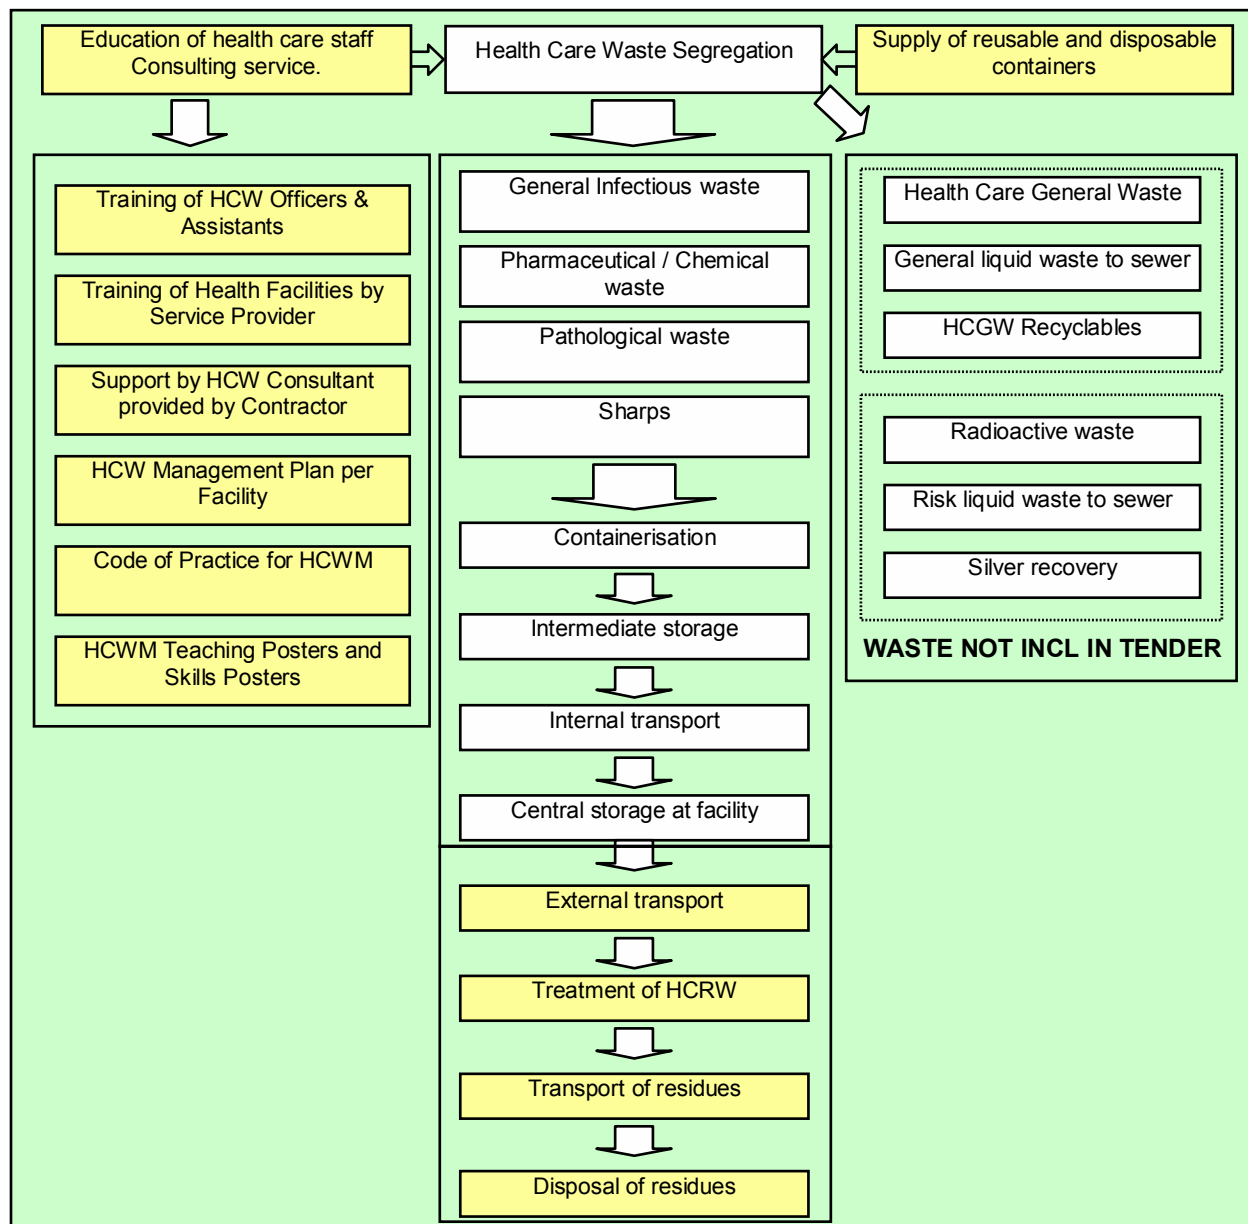 Education of health care staff
Consulting service.
Health Care Waste Segregation
Supply of reusable and disposable
containers
Training of HCW Officers &
Assistants
Training of Health Facilities by
Service Provider
Support by HCW Consultant
provided by Contractor
HCW Management Plan per
Facility
Code of Practice for HCWM
HCWM Teaching Posters and
Skills Posters
General Infectious waste
Pharmaceutical / Chemical
waste
Pathological waste
Sharps
Containerisation
Intermediate storage
Internal transport
Central storage at facility
External transport
Treatment of HCRW
Transport of residues
Disposal of residues
Health Care General Waste
General liquid waste to sewer
HCGW Recyclables
Radioactive waste
Risk liquid waste to sewer
Silver recovery
WASTE NOT INCL IN TENDER